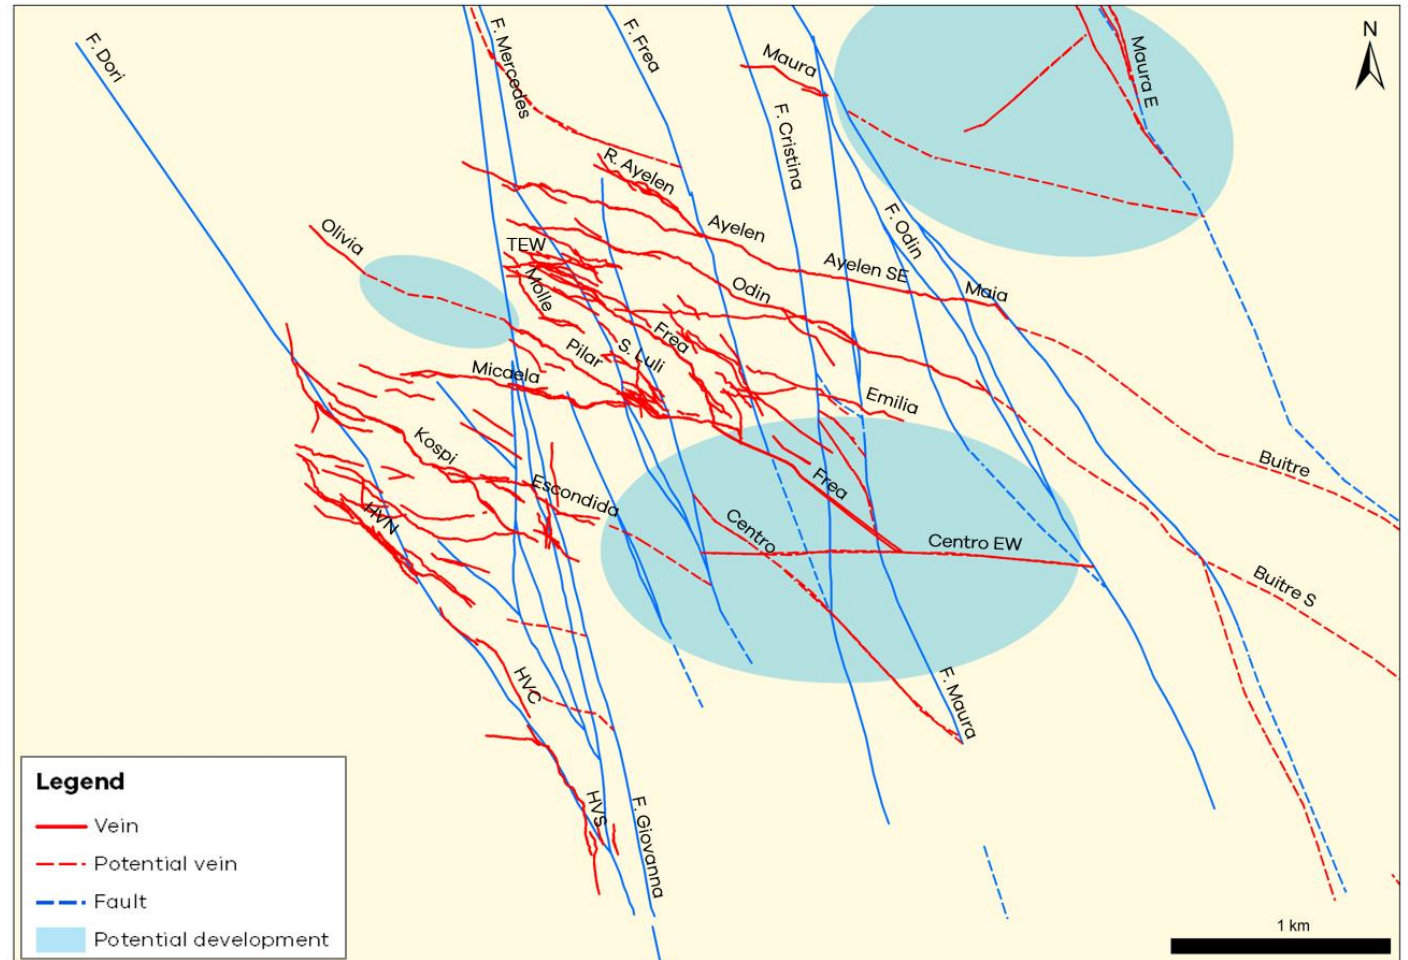 F. Dori
F. Mercedes
F. Frea
Maura
Maura E
N
F. Cristina
R. Ayelen
Olivia
TEW
Ayelen
F. Odin
Ayelen SE
Molle
Odin
Maia
Frea
Pilar
S. Luli
Micaela
Emilia
Kospi
Buitre
Escondida
Frea
HVN
Centro
Centro EW
Buitre S
HVC
F. Maura
HVS
F. Giovanna
Legend
Vein
Potential vein
Fault
Potential development
1 km